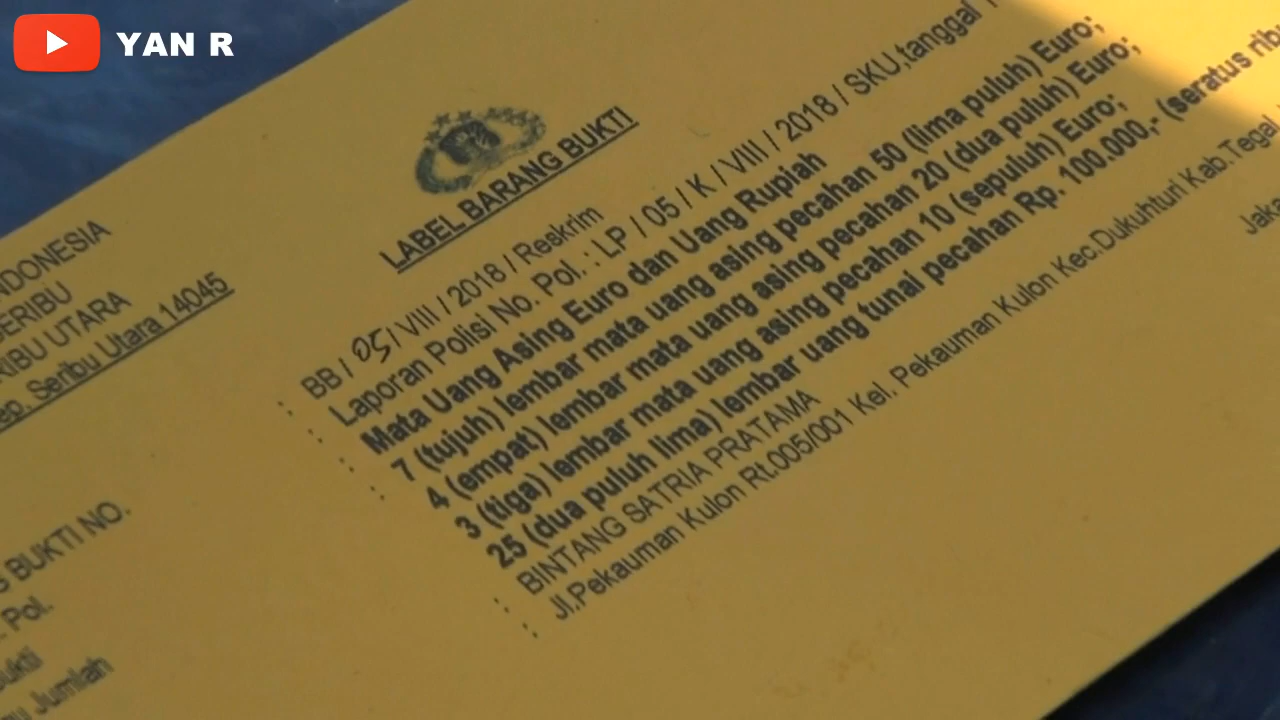 YAN R
NDONESIA
SERIBU
RIBU UTARA
ep. Seribu Utara 14045
LABEL BARANG BUKTI
BUKTI NO.
: BB / 05 / VIII / 2018 / Reskrim
Pol.
: Laporan Polisi No. Pol. : LP / 05 / K / VIII / 2018 / SKU,tanggal 1
ukti
: Mata Uang Asing Euro dan Uang Rupiah
Jumlah
: 7 (tujuh) lembar mata uang asing pecahan 50 (lima puluh) Euro;
4 (empat) lembar mata uang asing pecahan 20 (dua puluh) Euro;
3 (tiga) lembar mata uang asing pecahan 10 (sepuluh) Euro;
25 (dua puluh lima) lembar uang tunai pecahan Rp. 100.000,- (seratus ribu
: BINTANG SATRIA PRATAMA
: Jl.Pekauman Kulon Rt.005/001 Kel. Pekauman Kulon Kec.Dukuhturi Kab.Tegal
Jaka